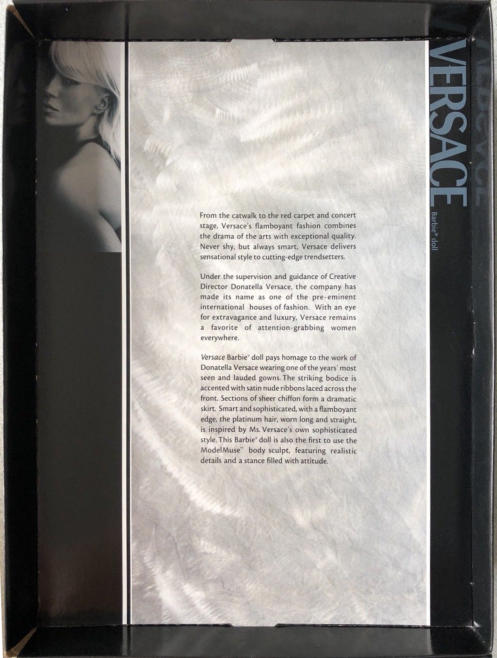 VERSACE
Barbie® doll
From the catwalk to the red carpet and concert
stage, Versace's flamboyant fashion combines
the drama of the arts with exceptional quality.
Never shy, but always smart, Versace delivers
sensational style to cutting-edge trendsetters.
Under the supervision and guidance of Creative
Director Donatella Versace, the company has
made its name as one of the pre-eminent
international houses of fashion. With an eye
for extravagance and luxury, Versace remains
a favorite of attention-grabbing women
everywhere.
Versace Barbie® doll pays homage to the work of
Donatella Versace wearing one of the years' most
seen and lauded gowns. The striking bodice is
accented with satin nude ribbons laced across the
front. Sections of sheer chiffon form a dramatic
skirt. Smart and sophisticated, with a flamboyant
edge, the platinum hair, worn long and straight,
is inspired by Ms. Versace's own sophisticated
style. This Barbie® doll is also the first to use the
ModelMuse™ body sculpt, featuring realistic
details and a stance filled with attitude.